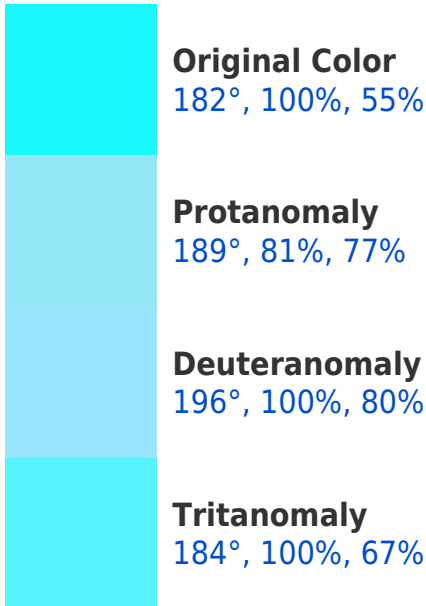 Original Color
182°, 100%, 55%
Protanomaly
189°, 81%, 77%
Deuteranomaly
196°, 100%, 80%
Tritanomaly
184°, 100%, 67%